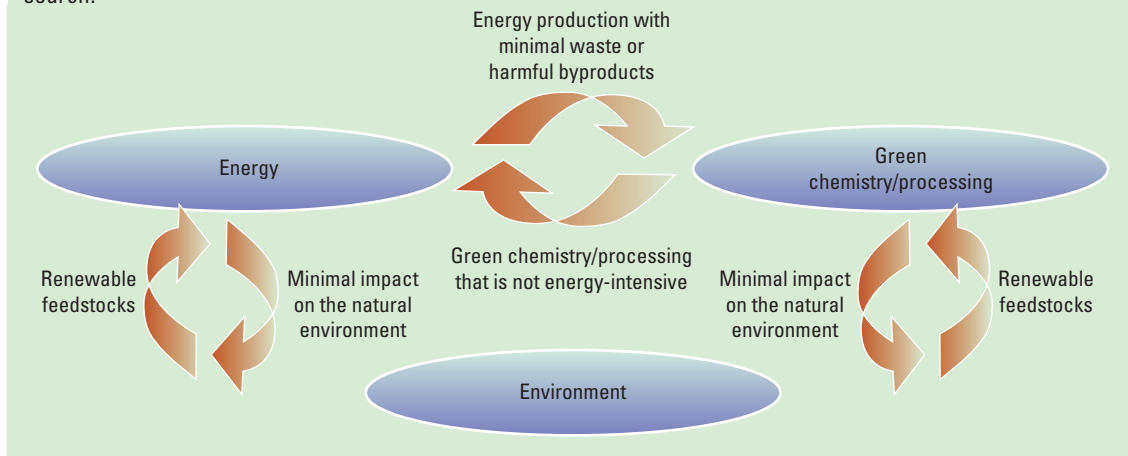 Energy production with
minimal waste or
harmful byproducts
Energy
Green
chemistry/processing
Green chemistry/processing
that is not energy-intensive
Renewable
feedstocks
Minimal impact
on the natural
environment
Minimal impact
on the natural
environment
Renewable
feedstocks
Environment